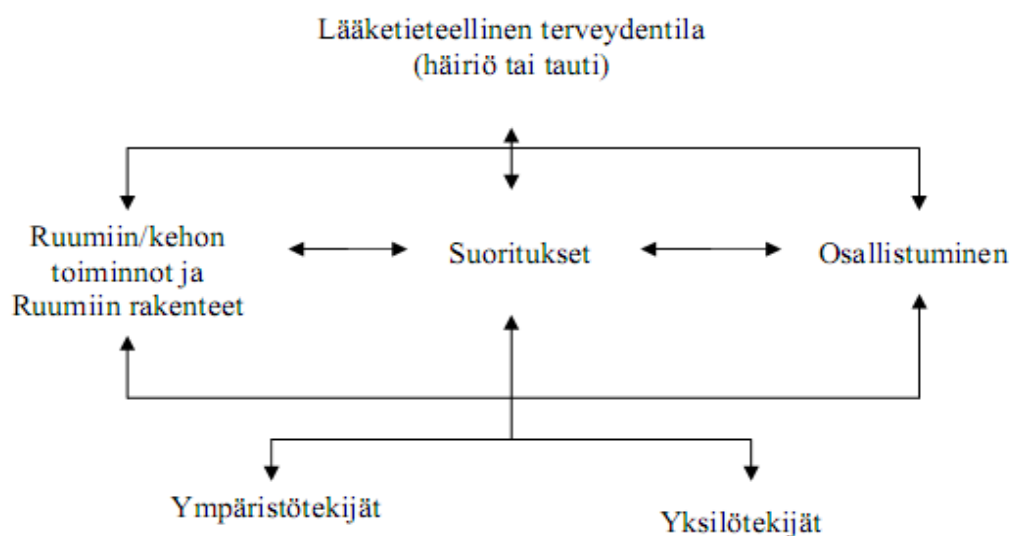 Lääketieteellinen terveydentila
(häiriö tai tauti)
Ruumiin/kehon
toiminnot ja
Ruumiin rakenteet
Suoritukset
Osallistuminen
Ympäristötekijät
Yksilötekijät